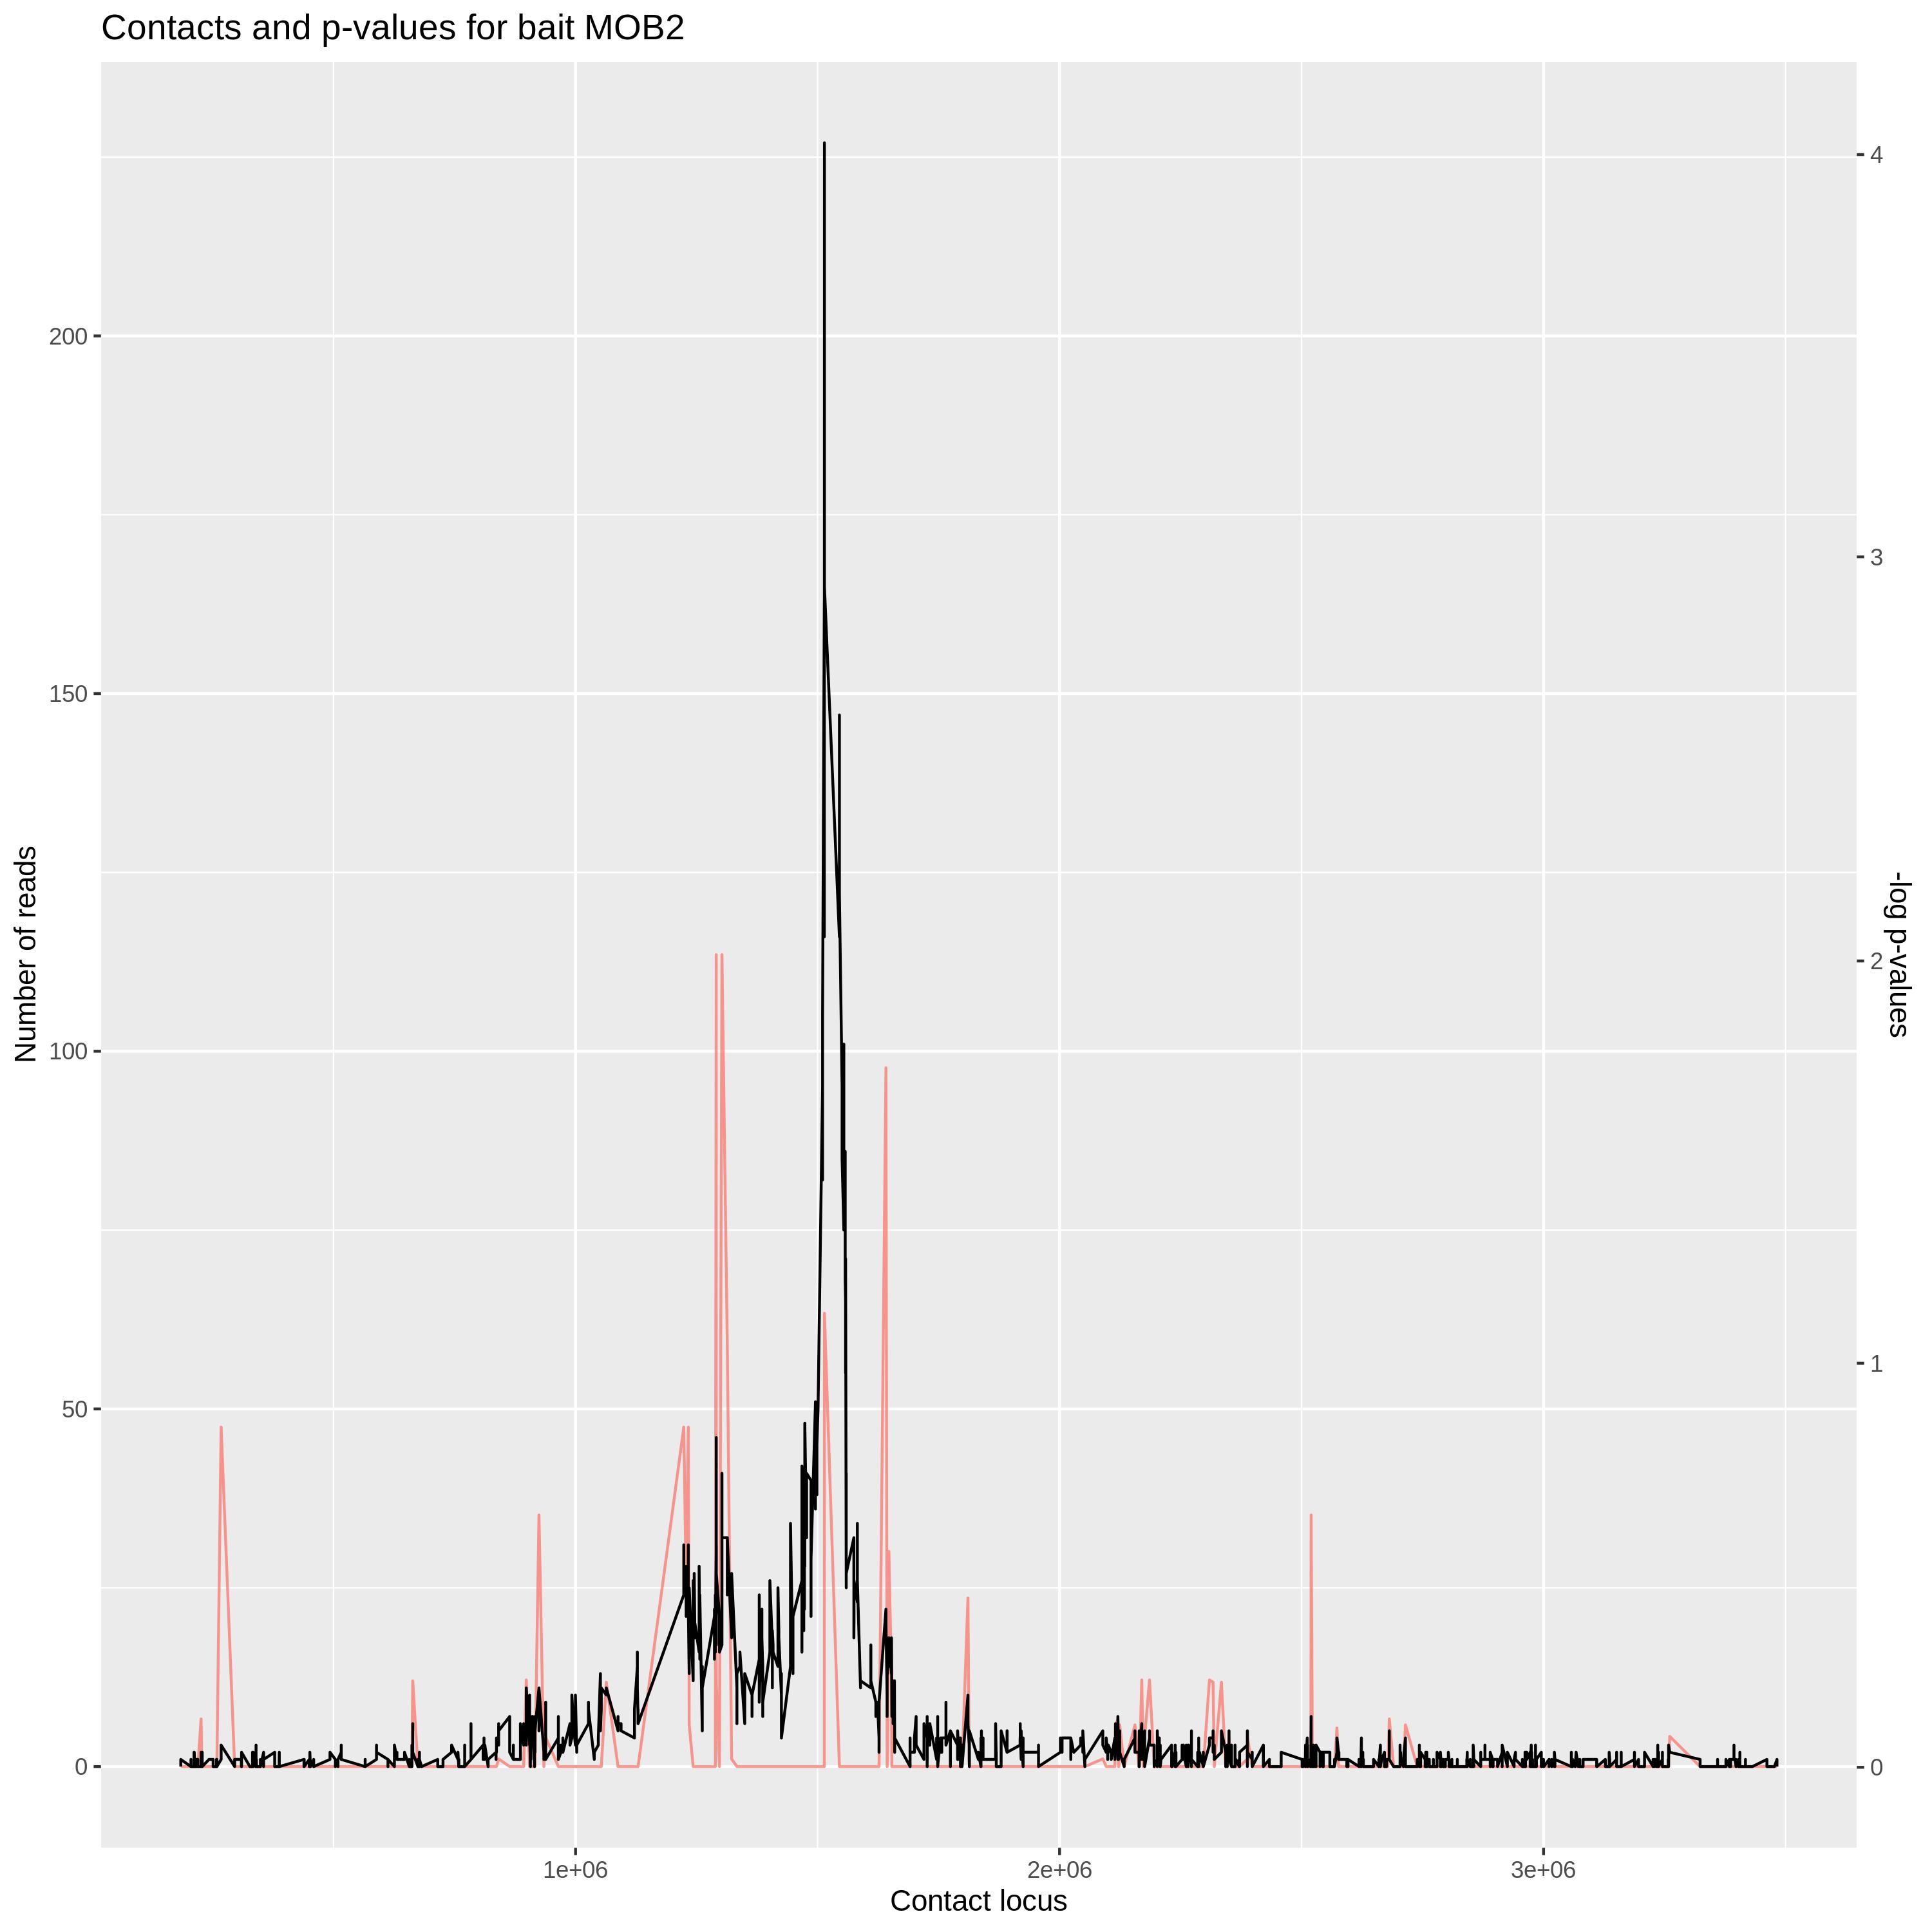 Contacts and p-values for bait MOB2
Number of reads
200
150
100
50
0
4
3
2
1
0
-log p-values
1e+06
2e+06
3e+06
Contact locus